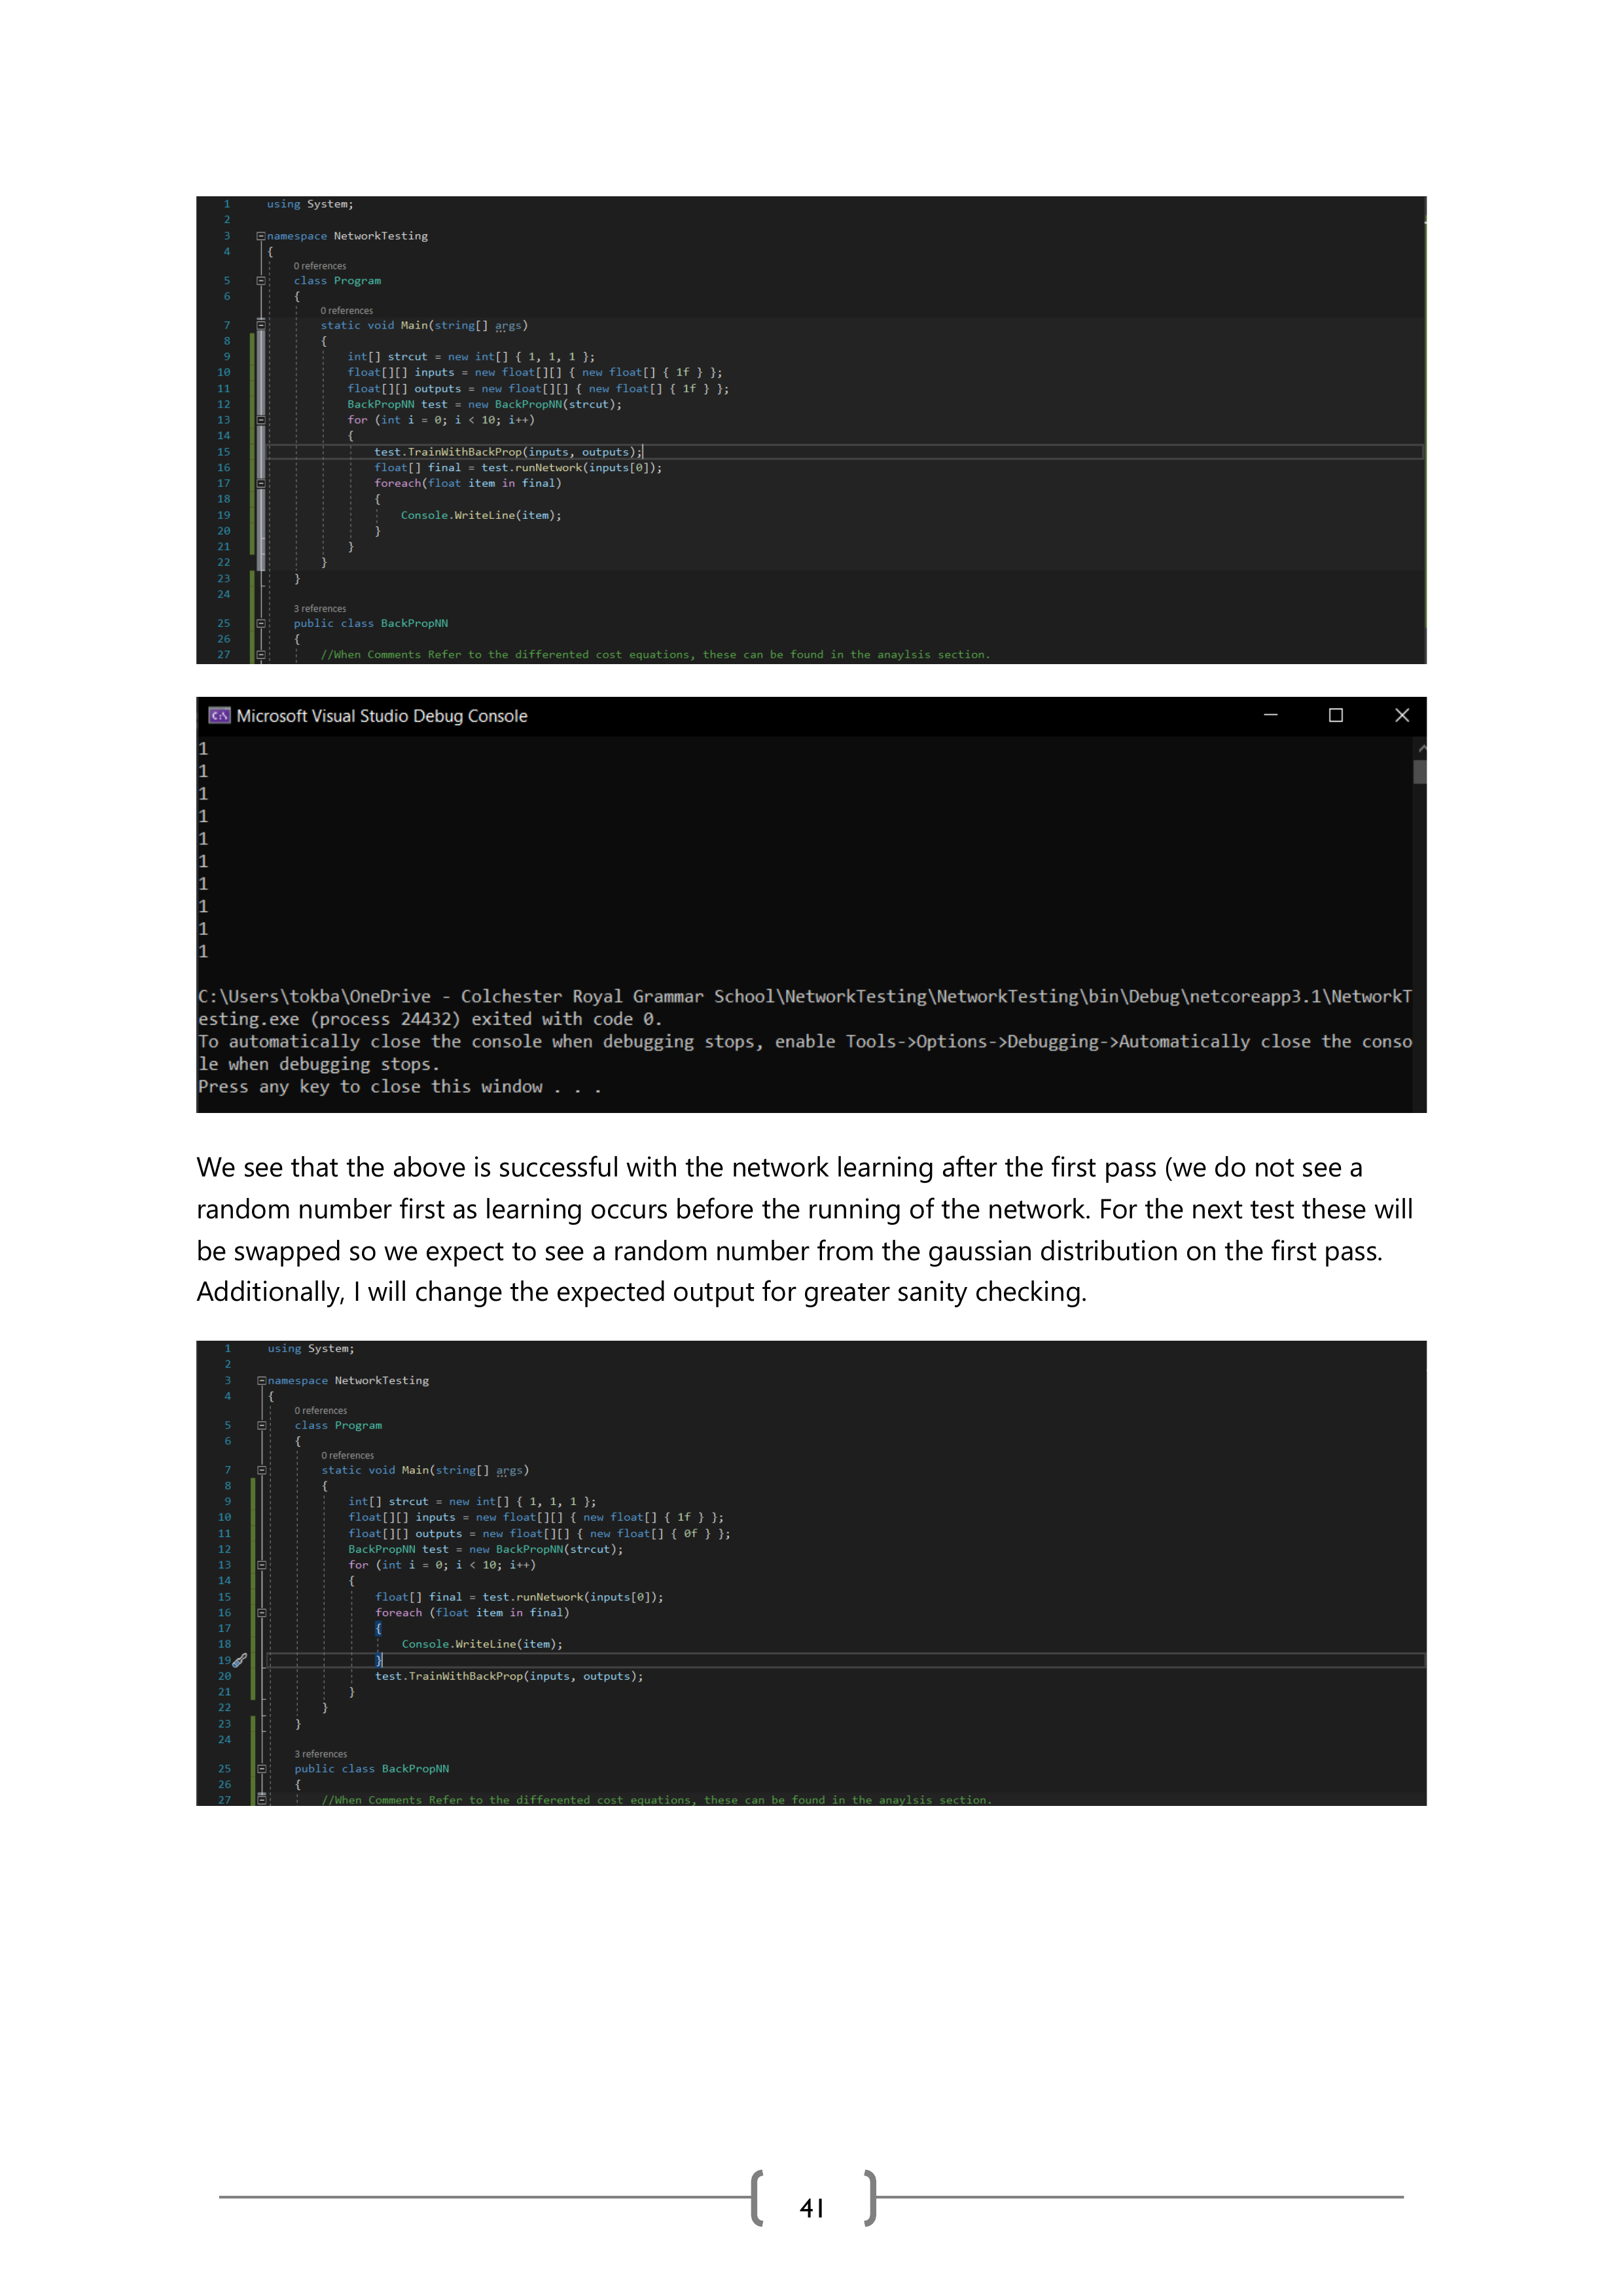 1 using System;
2
3 namespace NetworkTesting
4 {
0 references
5 class Program
6 {
0 references
7 static void Main(string[] args)
8 {
9 int[] strcut = new int[] { 1, 1, 1 };
10 float[][] inputs = new float[][] { new float[] { 1f } };
11 float[][] outputs = new float[][] { new float[] { 1f } };
12 BackPropNN test = new BackPropNN(strcut);
13 for (int i = 0; i < 10; i++)
14 {
15 test.TrainWithBackProp(inputs, outputs);
16 float[] final = test.runNetwork(inputs[0]);
17 foreach(float item in final)
18 {
19 Console.WriteLine(item);
20 }
21 }
22 }
23 }
24
3 references
25 public class BackPropNN
26 {
27 //When Comments Refer to the differented cost equations, these can be found in the anaylsis section.
C:\ Microsoft Visual Studio Debug Console
1
1
1
1
1
1
1
1
1
1
C:\Users\tokba\OneDrive - Colchester Royal Grammar School\NetworkTesting\NetworkTesting\bin\Debug\netcoreapp3.1\NetworkT
esting.exe (process 24432) exited with code 0.
To automatically close the console when debugging stops, enable Tools->Options->Debugging->Automatically close the conso
le when debugging stops.
Press any key to close this window . . .
We see that the above is successful with the network learning after the first pass (we do not see a
random number first as learning occurs before the running of the network. For the next test these will
be swapped so we expect to see a random number from the gaussian distribution on the first pass.
Additionally, I will change the expected output for greater sanity checking.
1 using System;
2
3 namespace NetworkTesting
4 {
0 references
5 class Program
6 {
0 references
7 static void Main(string[] args)
8 {
9 int[] strcut = new int[] { 1, 1, 1 };
10 float[][] inputs = new float[][] { new float[] { 1f } };
11 float[][] outputs = new float[][] { new float[] { 0f } };
12 BackPropNN test = new BackPropNN(strcut);
13 for (int i = 0; i < 10; i++)
14 {
15 float[] final = test.runNetwork(inputs[0]);
16 foreach (float item in final)
17 {
18 Console.WriteLine(item);
19 }
20 test.TrainWithBackProp(inputs, outputs);
21 }
22 }
23 }
24
3 references
25 public class BackPropNN
26 {
27 //When Comments Refer to the differented cost equations, these can be found in the anaylsis section.
41